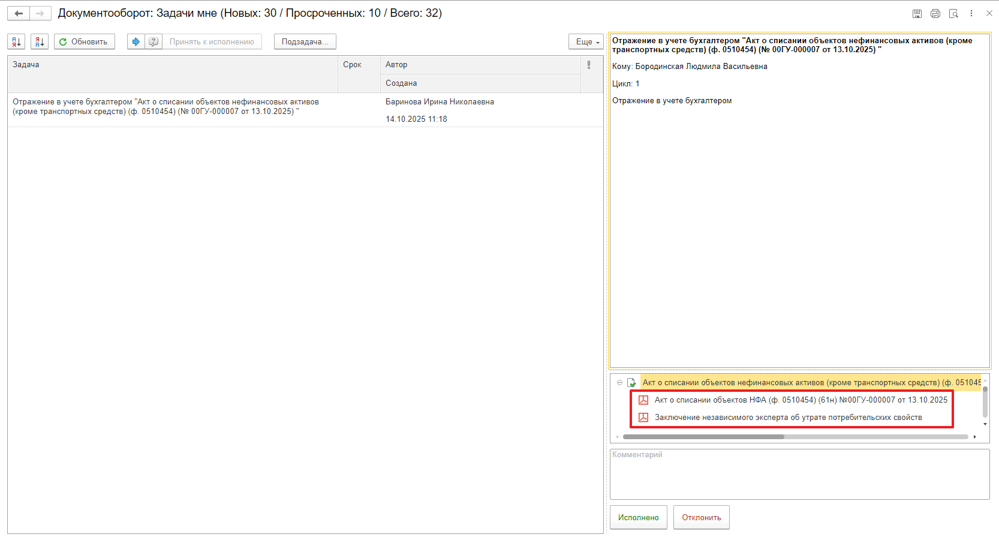 Документооборот: Задачи мне (Новых: 30 / Просроченных: 10 / Всего: 32)
Обновить
Принять к исполнению
Подзадача...
Еще
Задача
Срок
Автор
Создана
Отражение в учете бухгалтером "Акт о списании объектов нефинансовых активов
(кроме транспортных средств) (ф. 0510454) (№ 00ГУ-000007 от 13.10.2025) "
Баринова Ирина Николаевна
14.10.2025 11:18
Отражение в учете бухгалтером "Акт о списании объектов нефинансовых активов (кроме
транспортных средств) (ф. 0510454) (№ 00ГУ-000007 от 13.10.2025) "
Кому: Бородинская Людмила Васильевна
Цикл: 1
Отражение в учете бухгалтером
Акт о списании объектов нефинансовых активов (кроме транспортных средств) (ф. 051045
Акт о списании объектов НФА (ф. 0510454) (61н) №00ГУ-000007 от 13.10.2025
Заключение независимого эксперта об утрате потребительских свойств
Комментарий
Исполнено
Отклонить